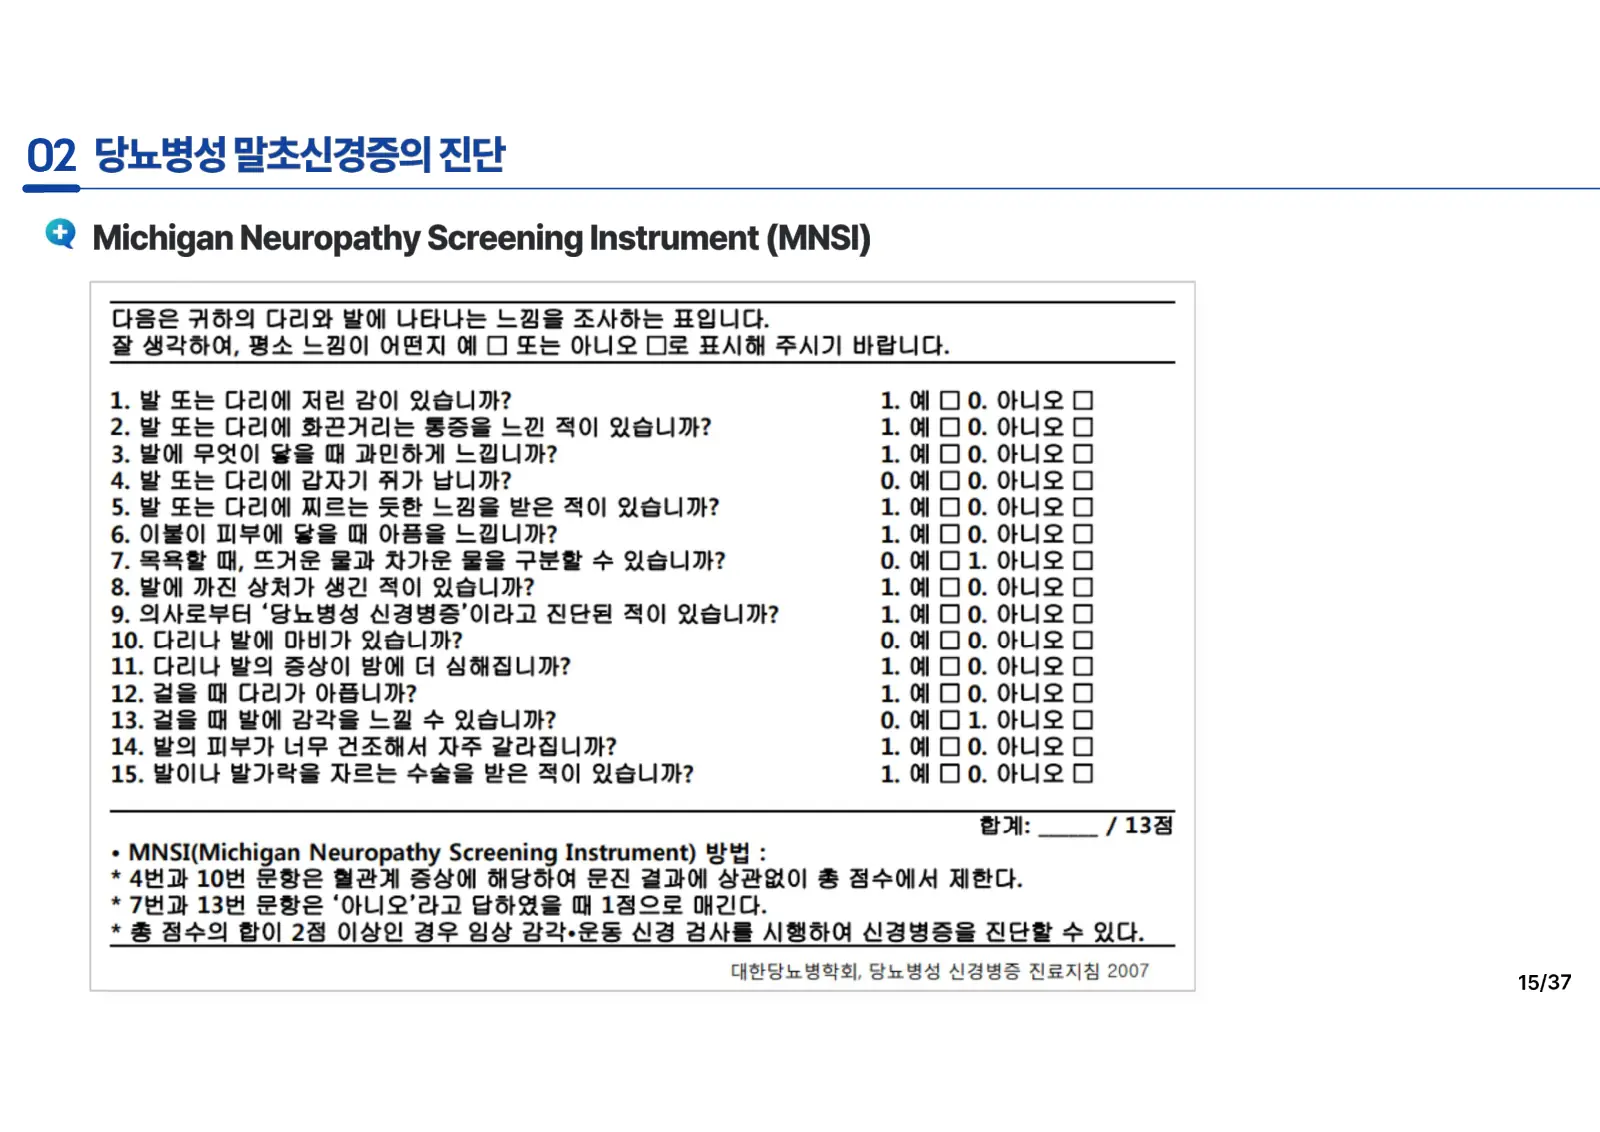 02 당뇨병성 말초신경증의 진단
Michigan Neuropathy Screening Instrument (MNSI)
다음은 귀하의 다리와 발에 나타나는 느낌을 조사하는 표입니다.
잘 생각하여, 평소 느낌이 어떤지 예 □ 또는 아니오 □로 표시해 주시기 바랍니다.
1. 발 또는 다리에 저린 감이 있습니까? 1. 예 □ 0. 아니오 □
2. 발 또는 다리에 화끈거리는 통증을 느낀 적이 있습니까? 1. 예 □ 0. 아니오 □
3. 발에 무엇이 닿을 때 과민하게 느낍니까? 1. 예 □ 0. 아니오 □
4. 발 또는 다리에 갑자기 쥐가 납니까? 0. 예 □ 0. 아니오 □
5. 발 또는 다리에 찌르는 듯한 느낌을 받은 적이 있습니까? 1. 예 □ 0. 아니오 □
6. 이불이 피부에 닿을 때 아픔을 느낍니까? 1. 예 □ 0. 아니오 □
7. 목욕할 때, 뜨거운 물과 차가운 물을 구분할 수 있습니까? 0. 예 □ 1. 아니오 □
8. 발에 까진 상처가 생긴 적이 있습니까? 1. 예 □ 0. 아니오 □
9. 의사로부터 ‘당뇨병성 신경병증’이라고 진단된 적이 있습니까? 1. 예 □ 0. 아니오 □
10. 다리나 발에 마비가 있습니까? 0. 예 □ 0. 아니오 □
11. 다리나 발의 증상이 밤에 더 심해집니까? 1. 예 □ 0. 아니오 □
12. 걸을 때 다리가 아픕니까? 1. 예 □ 0. 아니오 □
13. 걸을 때 발에 감각을 느낄 수 있습니까? 0. 예 □ 1. 아니오 □
14. 발의 피부가 너무 건조해서 자주 갈라집니까? 1. 예 □ 0. 아니오 □
15. 발이나 발가락을 자르는 수술을 받은 적이 있습니까? 1. 예 □ 0. 아니오 □
합계: _____ / 13점
• MNSI(Michigan Neuropathy Screening Instrument) 방법 :
* 4번과 10번 문항은 혈관계 증상에 해당하여 문진 결과에 상관없이 총 점수에서 제한다.
* 7번과 13번 문항은 ‘아니오’라고 답하였을 때 1점으로 매긴다.
* 총 점수의 합이 2점 이상인 경우 임상 감각•운동 신경 검사를 시행하여 신경병증을 진단할 수 있다.
대한당뇨병학회, 당뇨병성 신경병증 진료지침 2007
15/37